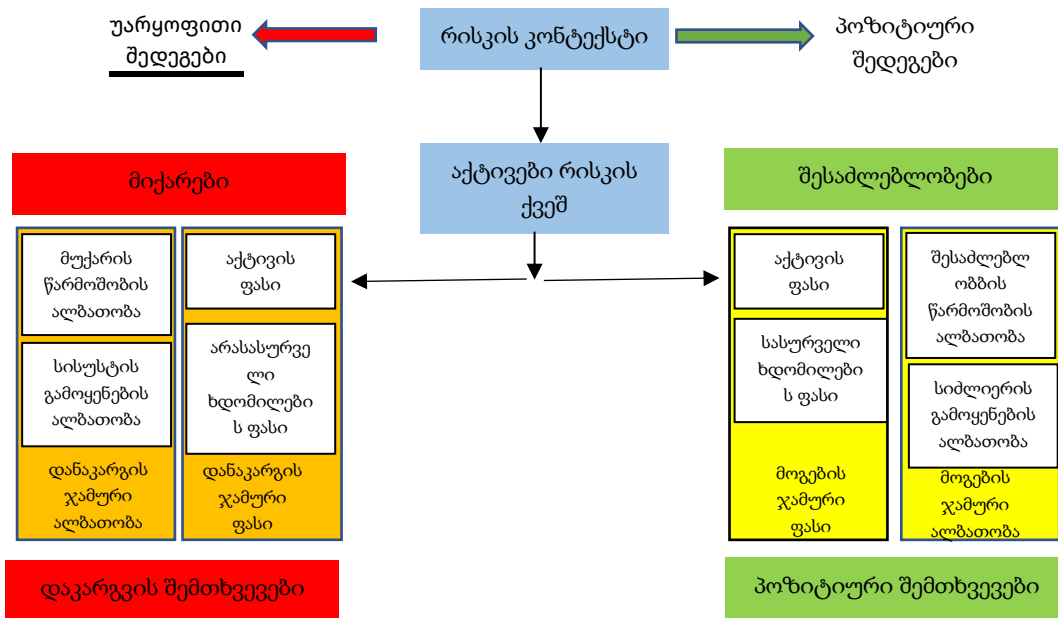 უარყოფითი
შედეგები
რისკის კონტექსტი
პოზიტიური
შედეგები
მიქარები
აქტივები რისკის
ქვეშ
შესაძლებლობები
მუქარის
წარმოშობის
ალბათობა
სისუსტის
გამოყენების
ალბათობა
დანაკარგის
ჯამური
ალბათობა
აქტივის
ფასი
არასასურვე
ლი
ხდომილები
ს ფასი
დანაკარგის
ჯამური
ფასი
აქტივის
ფასი
სასურველი
ხდომილები
ს ფასი
მოგების
ჯამური
ფასი
შესაძლებლ
ობბის
წარმოშობის
ალბათობა
სიძლიერის
გამოყენების
ალბათობა
მოგების
ჯამური
ალბათობა
დაკარგვის შემთხვევები
პოზიტიური შემთხვევები